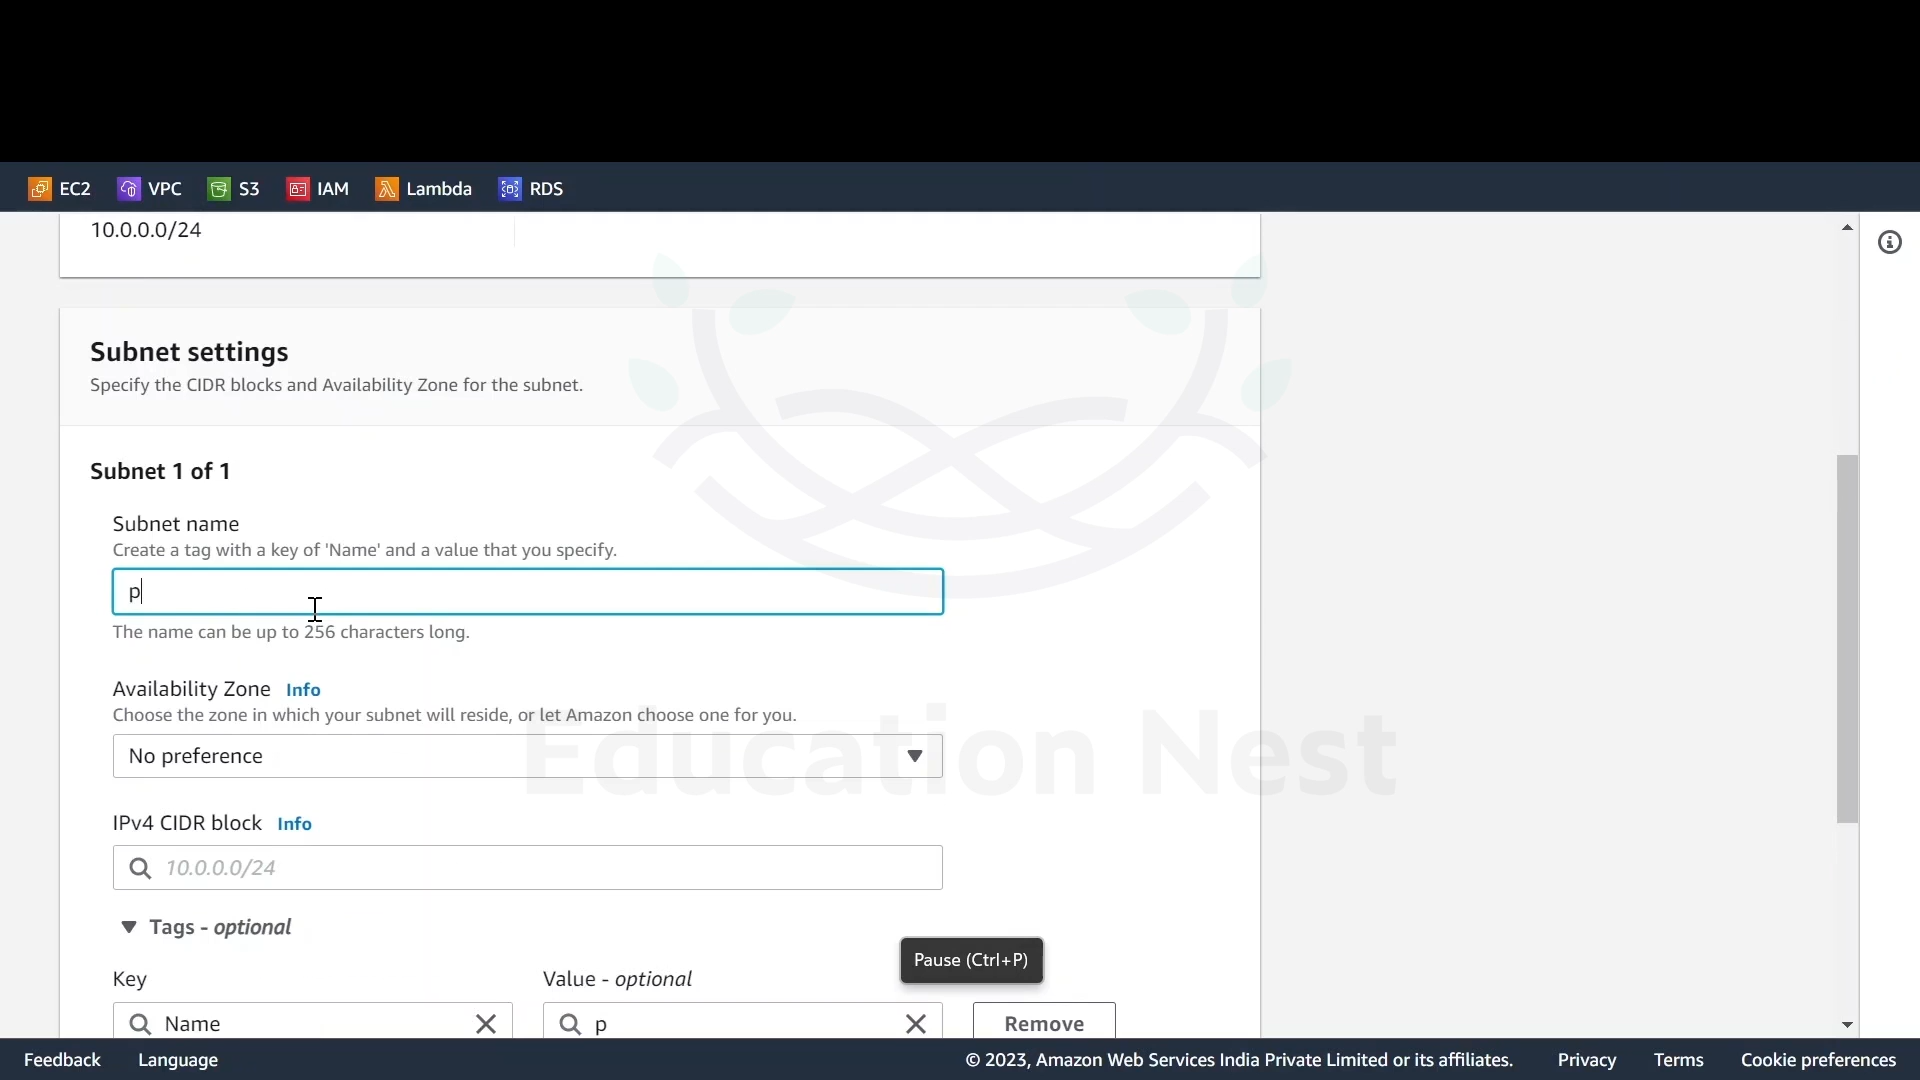 EC2 VPC S3 IAM Lambda RDS
10.0.0.0/24
Subnet settings
Specify the CIDR blocks and Availability Zone for the subnet.
Subnet 1 of 1
Subnet name
Create a tag with a key of 'Name' and a value that you specify.
p
The name can be up to 256 characters long.
Availability Zone Info
Choose the zone in which your subnet will reside, or let Amazon choose one for you.
No preference
Education Nest
IPv4 CIDR block Info
10.0.0.0/24
Tags - optional
Pause (Ctrl+P)
Key Value - optional
Name p Remove
Feedback Language © 2023, Amazon Web Services India Private Limited or its affiliates. Privacy Terms Cookie preferences